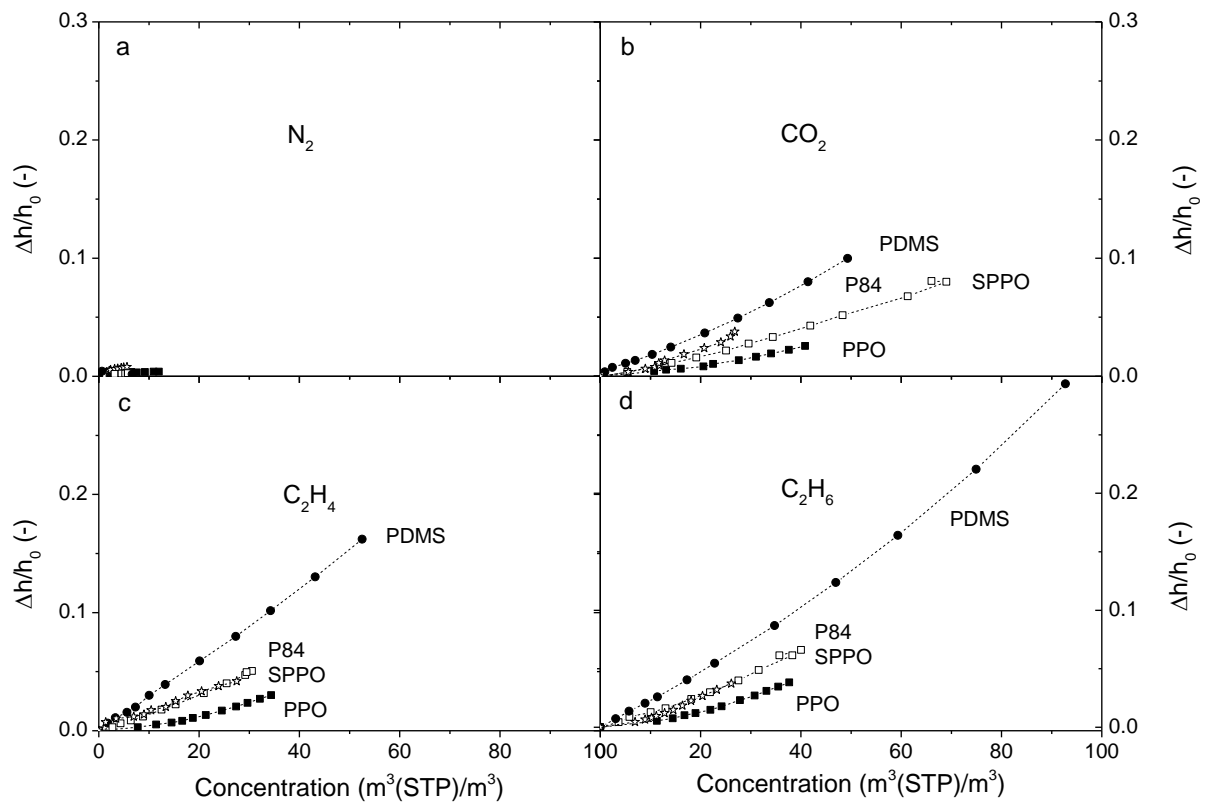 a
N₂
0.3
0.2
0.1
0.0
Δh/h₀ (-)
b
CO₂
PDMS
P84
SPPO
PPO
0.3
0.2
0.1
0.0
Δh/h₀ (-)
c
C₂H₄
PDMS
P84
SPPO
PPO
0.2
0.1
0.0
Δh/h₀ (-)
0 20 40 60 80 100
Concentration (m³(STP)/m³)
d
C₂H₆
PDMS
P84
SPPO
PPO
0.2
0.1
0.0
Δh/h₀ (-)
0 20 40 60 80 100
Concentration (m³(STP)/m³)